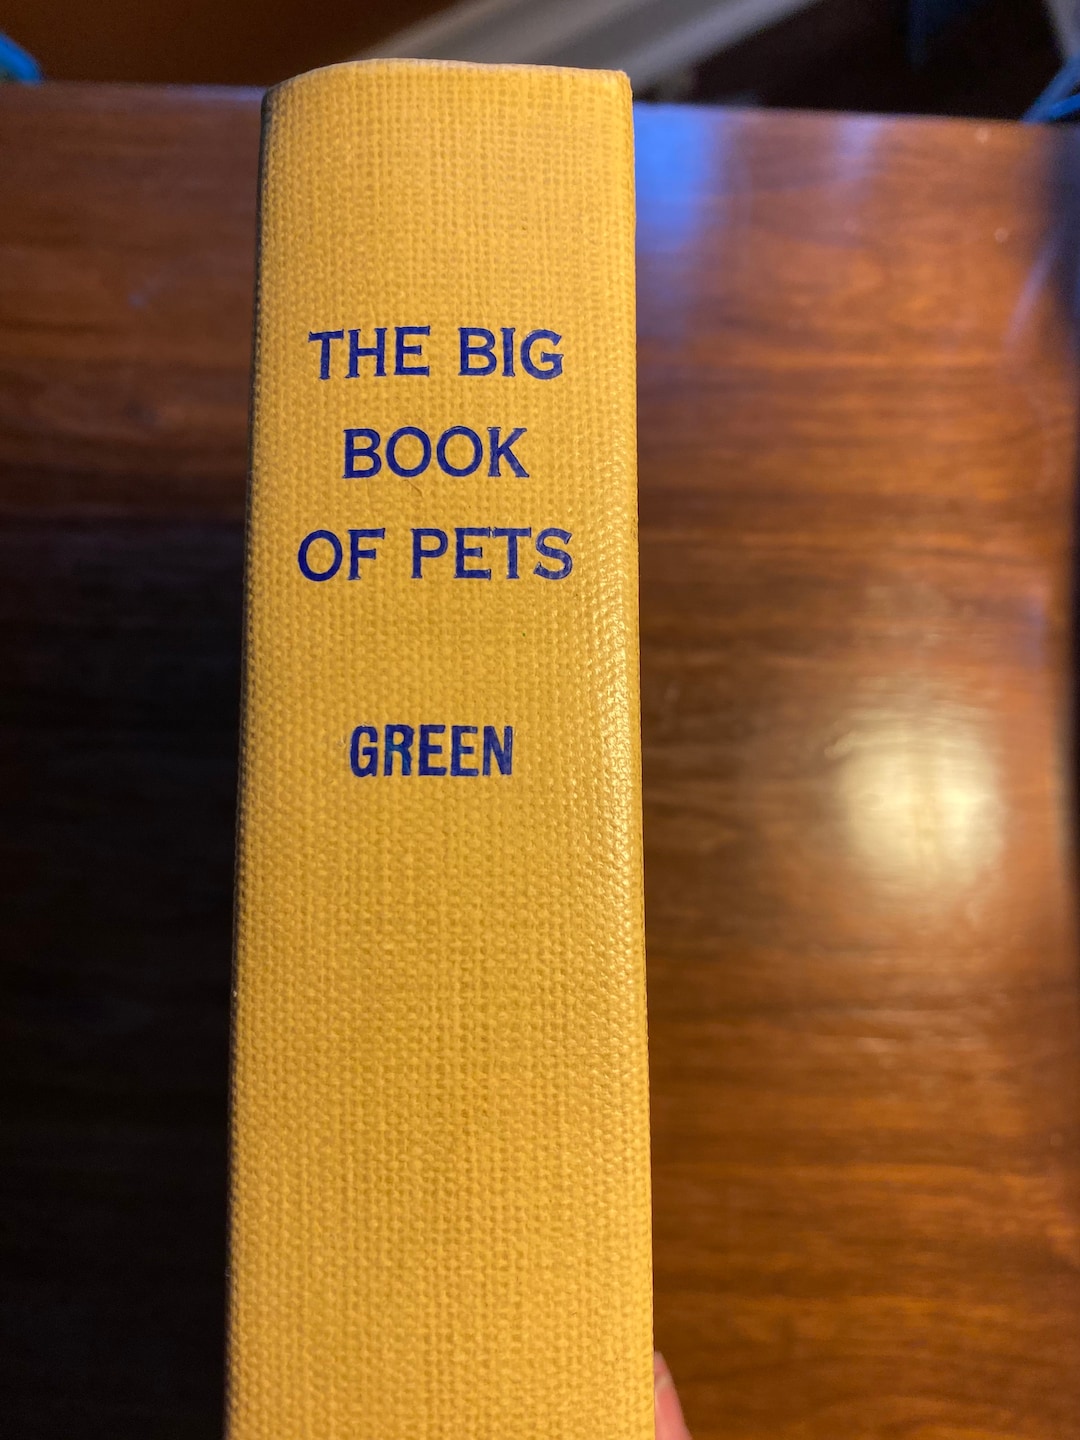 THE BIG
BOOK
OF PETS
GREEN